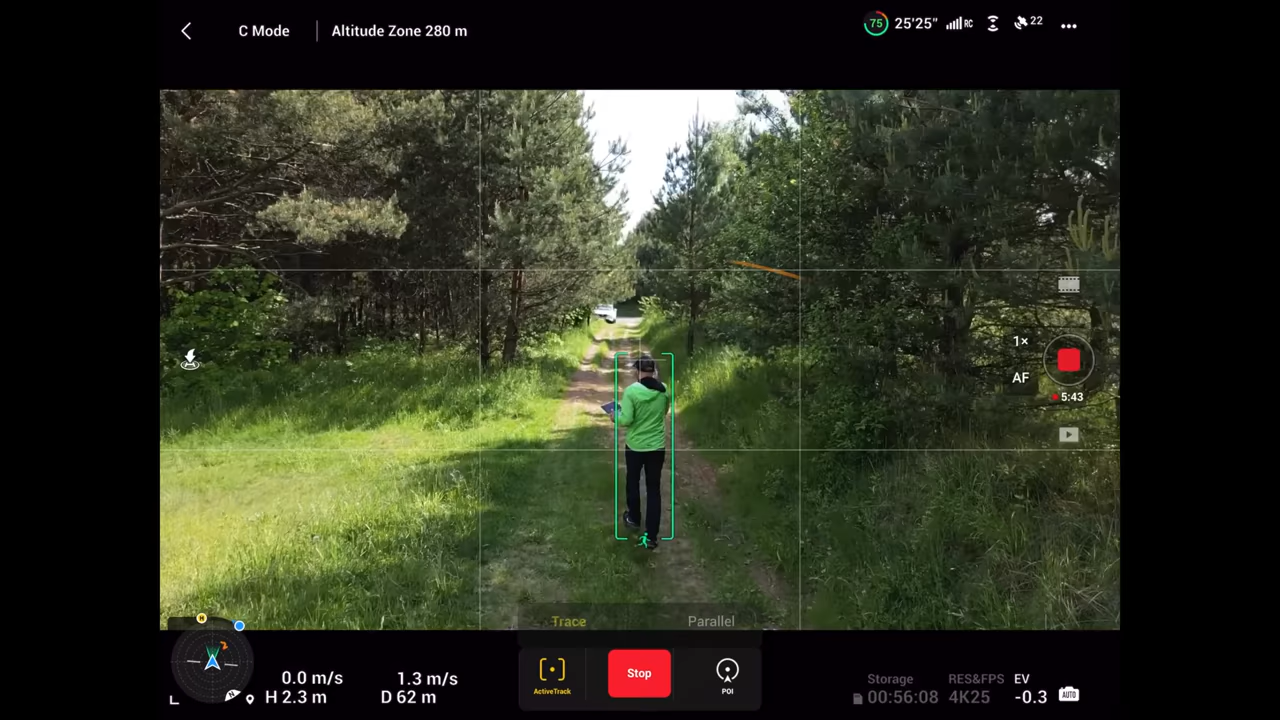 C Mode
Altitude Zone 280 m
75
25'25"
RC
22
1×
AF
5:43
Trace
Parallel
H
0.0 m/s
1.3 m/s
H 2.3 m
D 62 m
L
ActiveTrack
Stop
POI
Storage
00:56:08
RES&FPS
4K25
EV
-0.3
AUTO